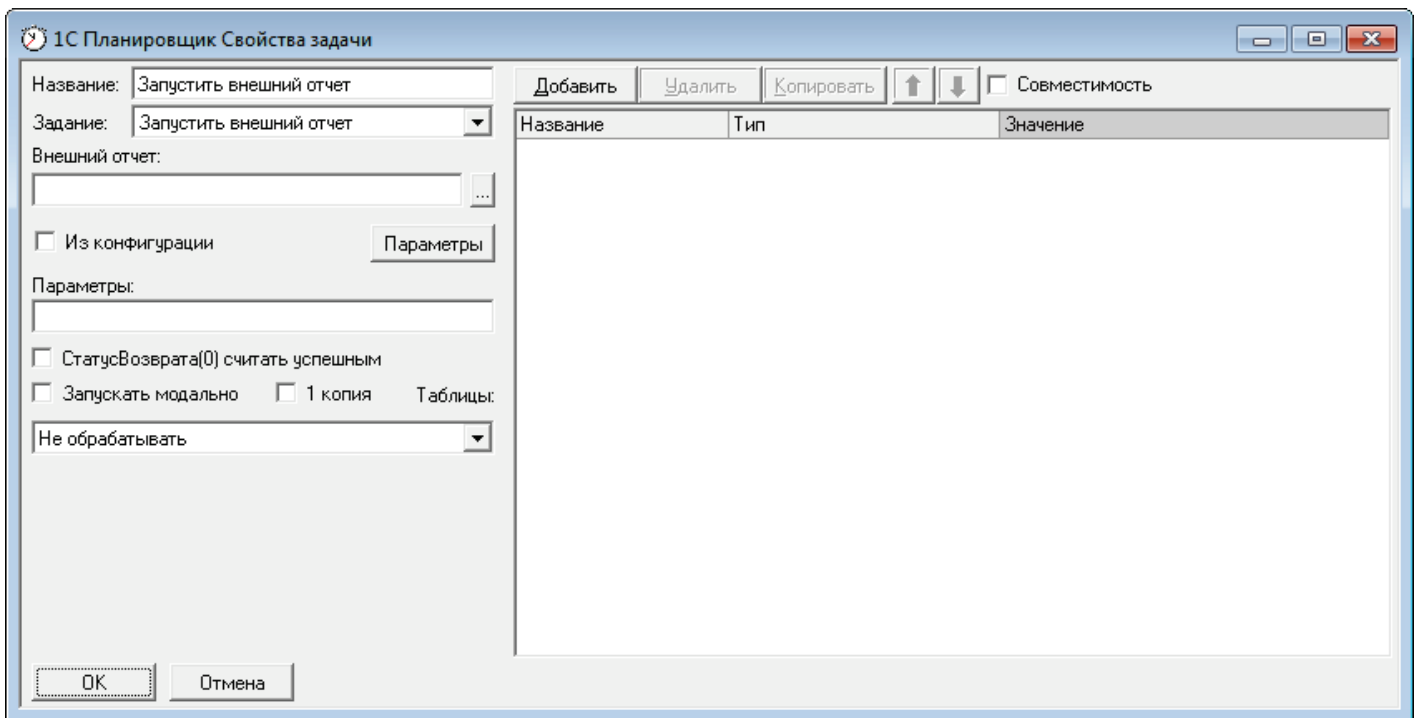 1С Планировщик Свойства задачи
Название: Запустить внешний отчет
Добавить Удалить Копировать Совместимость
Задание: Запустить внешний отчет
Название Тип Значение
Внешний отчет:
...
Из конфигурации Параметры
Параметры:
СтатусВозврата(0) считать успешным
Запускать модально 1 копия Таблицы:
Не обрабатывать
OK Отмена